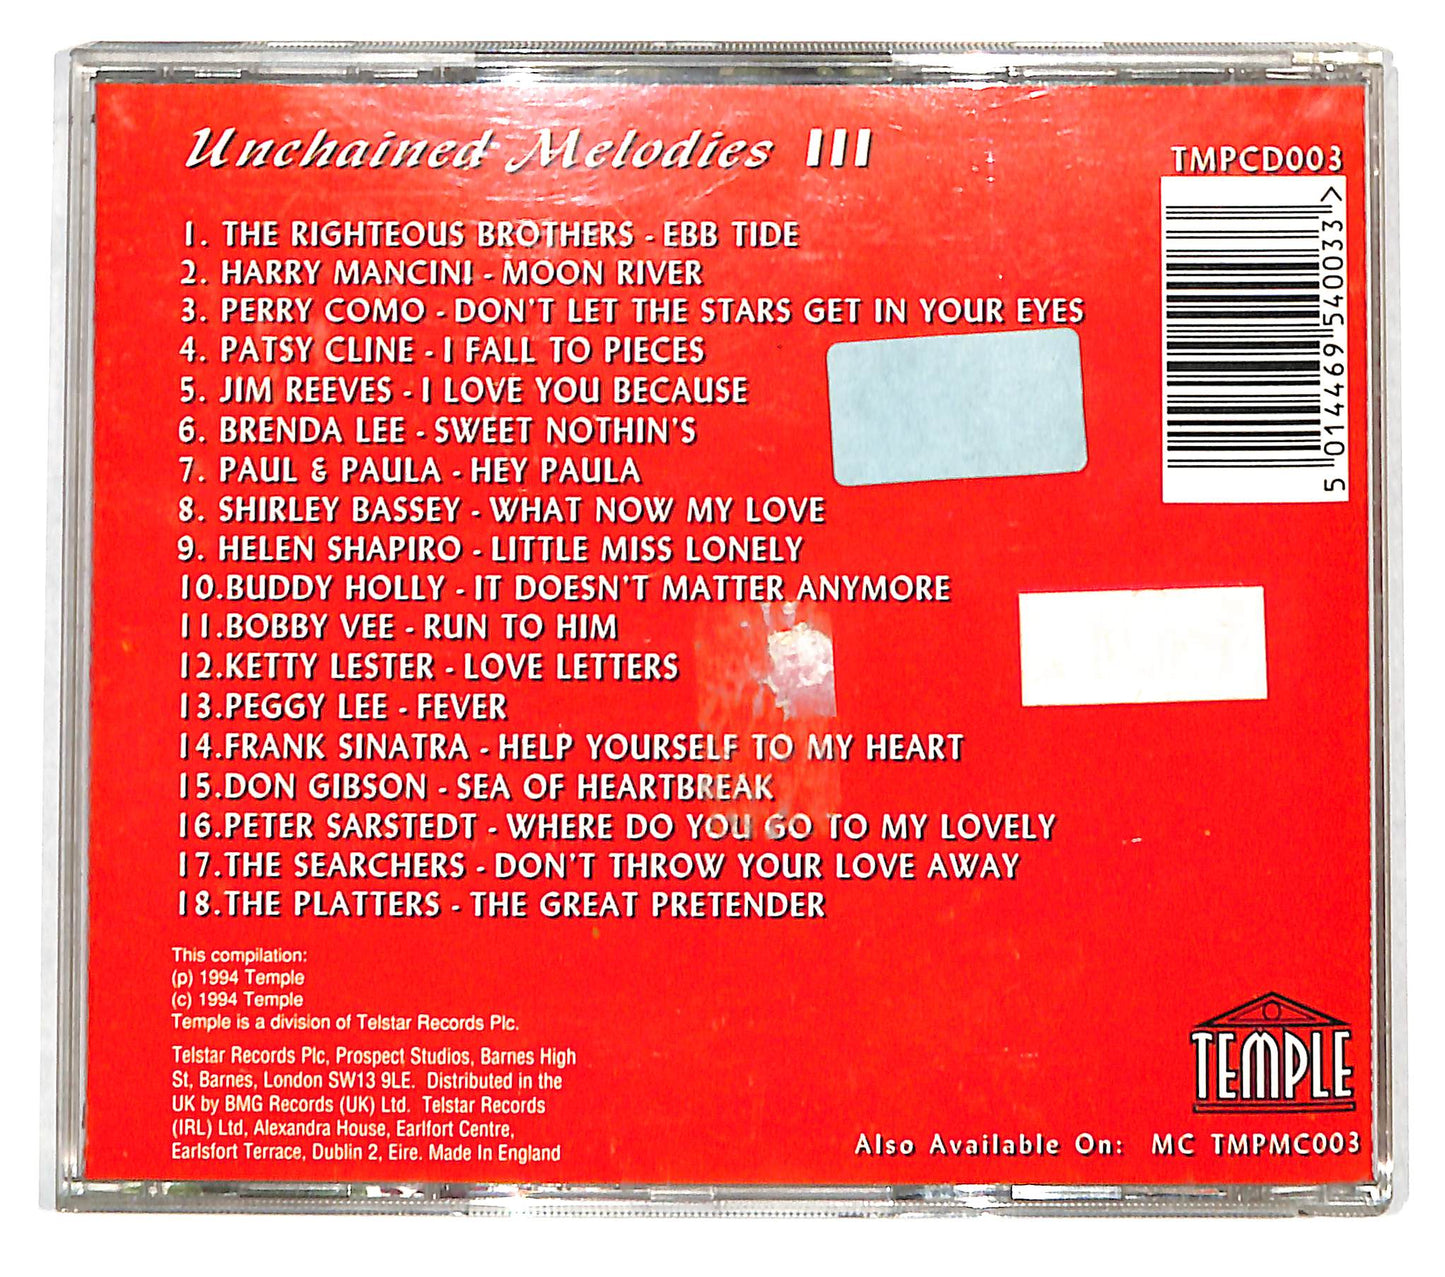 Unchained Melodies III
TMPCD003
5 014469 540033 >
1. THE RIGHTEOUS BROTHERS - EBB TIDE
2. HARRY MANCINI - MOON RIVER
3. PERRY COMO - DON'T LET THE STARS GET IN YOUR EYES
4. PATSY CLINE - I FALL TO PIECES
5. JIM REEVES - I LOVE YOU BECAUSE
6. BRENDA LEE - SWEET NOTHIN'S
7. PAUL & PAULA - HEY PAULA
8. SHIRLEY BASSEY - WHAT NOW MY LOVE
9. HELEN SHAPIRO - LITTLE MISS LONELY
10.BUDDY HOLLY - IT DOESN'T MATTER ANYMORE
11.BOBBY VEE - RUN TO HIM
12.KETTY LESTER - LOVE LETTERS
13.PEGGY LEE - FEVER
14.FRANK SINATRA - HELP YOURSELF TO MY HEART
15.DON GIBSON - SEA OF HEARTBREAK
16.PETER SARSTEDT - WHERE DO YOU GO TO MY LOVELY
17.THE SEARCHERS - DON'T THROW YOUR LOVE AWAY
18.THE PLATTERS - THE GREAT PRETENDER
This compilation:
(p) 1994 Temple
(c) 1994 Temple
Temple is a division of Telstar Records Plc.
Telstar Records Plc, Prospect Studios, Barnes High
St, Barnes, London SW13 9LE. Distributed in the
UK by BMG Records (UK) Ltd. Telstar Records
(IRL) Ltd, Alexandra House, Earlfort Centre,
Earlsfort Terrace, Dublin 2, Eire. Made In England
TEMPLE
Also Available On: MC TMPMC003